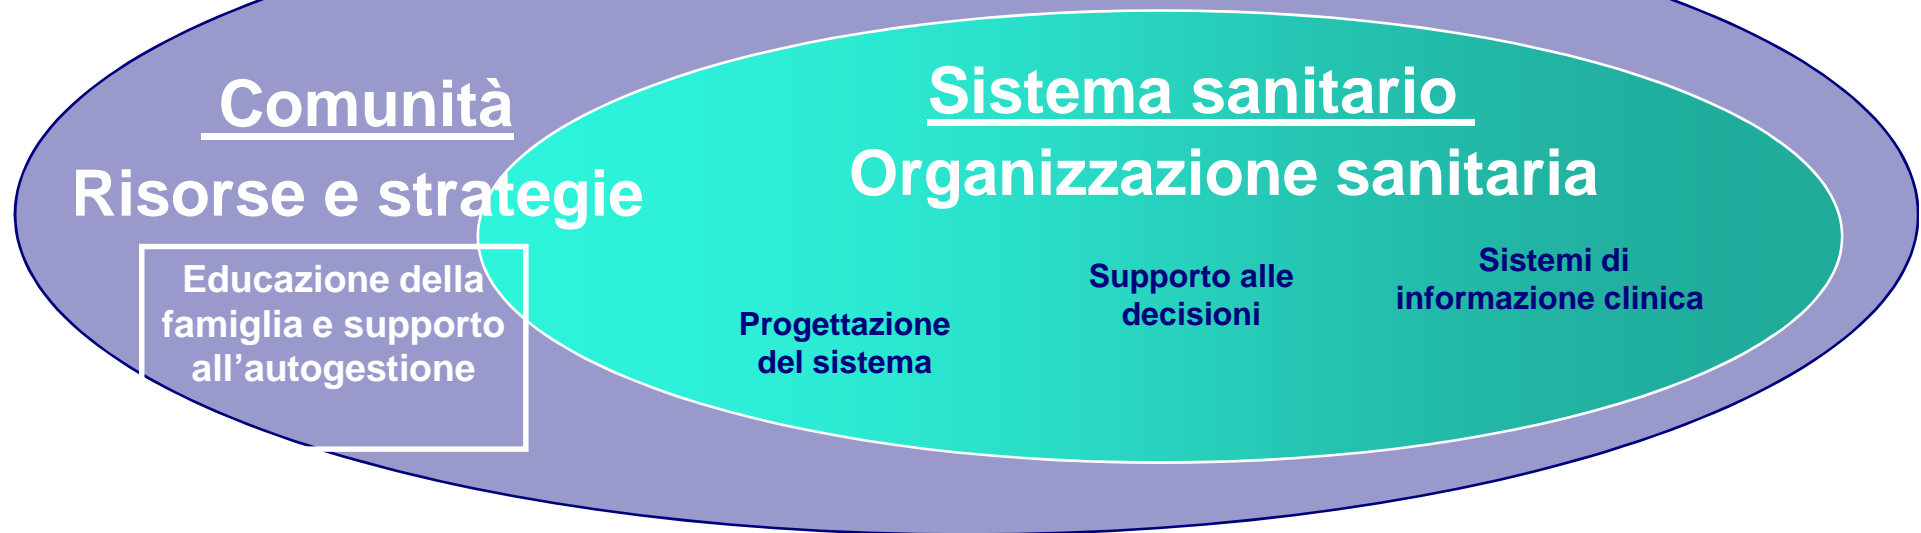 Comunità
Risorse e strategie
Educazione della
famiglia e supporto
all’autogestione
Sistema sanitario
Organizzazione sanitaria
Progettazione
del sistema
Supporto alle
decisioni
Sistemi di
informazione clinica